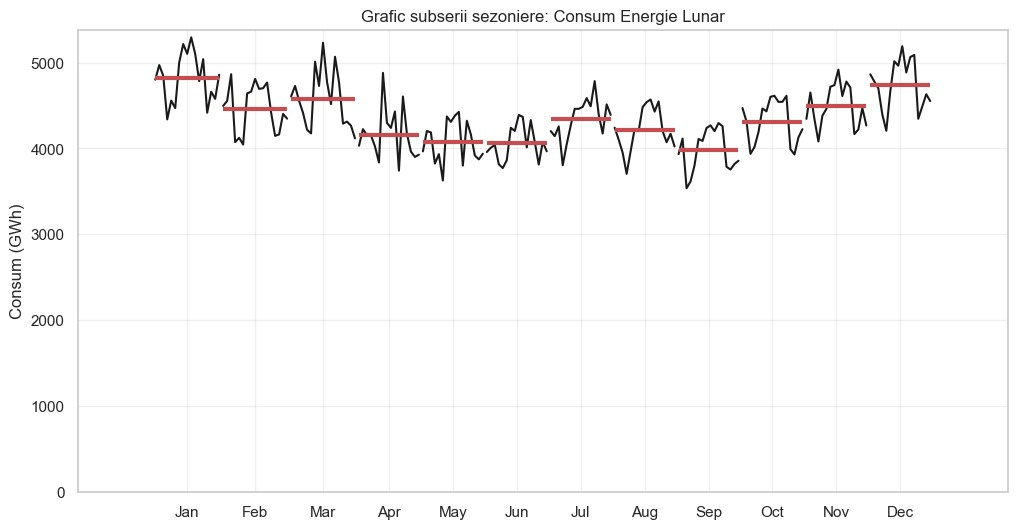 Grafic subserii sezoniere: Consum Energie Lunar
Consum (GWh)
5000
4000
3000
2000
1000
0
Jan Feb Mar Apr May Jun Jul Aug Sep Oct Nov Dec